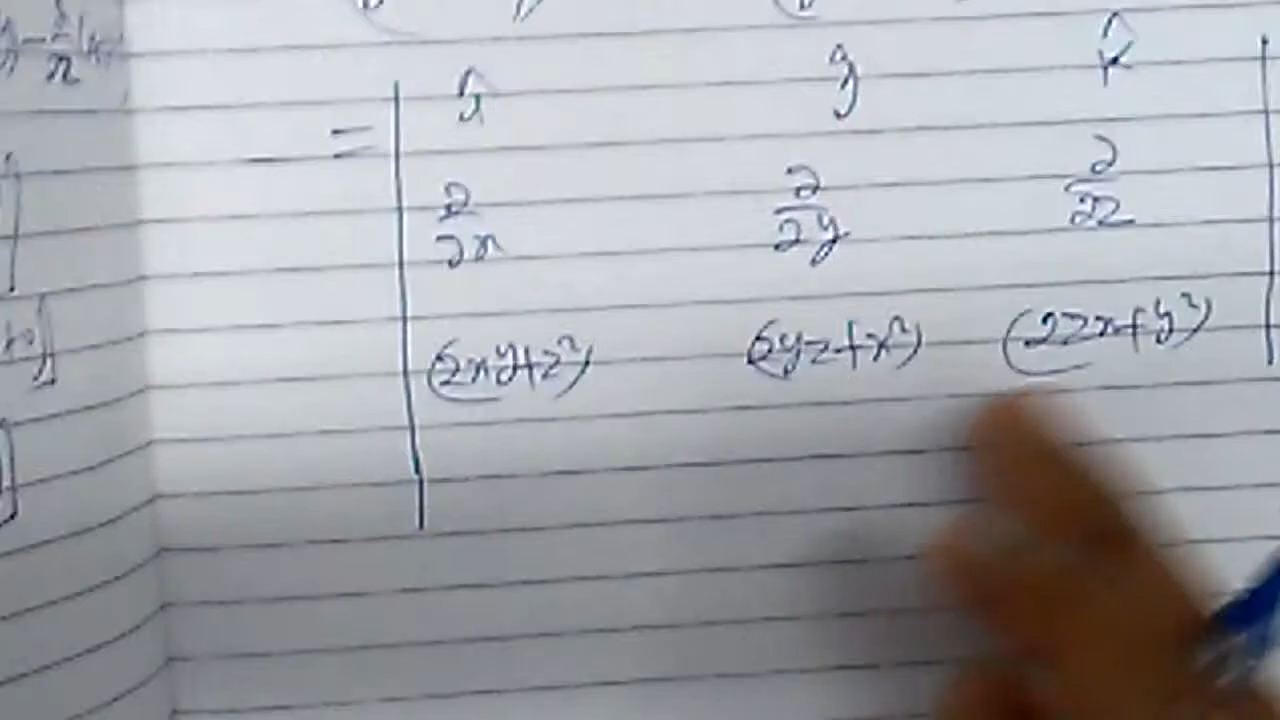 = | î ĵ k̂ |
∂/∂x ∂/∂y ∂/∂z
(2xy+z²) (2yz+x²) (2zx+y²)